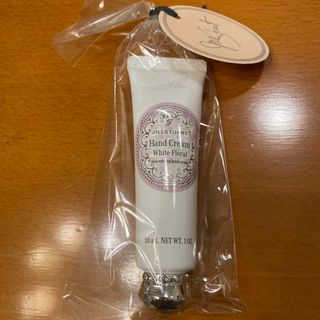 JILLSTUART
Hand Cream
White Floral
30 g NET WT. 1 OZ.